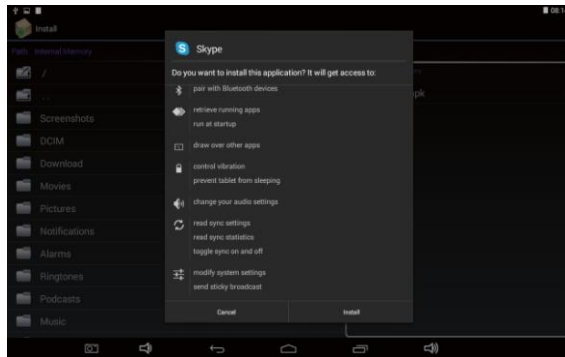 08:1
Install
Path: Internal Memory
/
..
Screenshots
DCIM
Download
Movies
Pictures
Notifications
Alarms
Ringtones
Podcasts
Music
pk
Skype
Do you want to install this application? It will get access to:
pair with Bluetooth devices
retrieve running apps
run at startup
draw over other apps
control vibration
prevent tablet from sleeping
change your audio settings
read sync settings
read sync statistics
toggle sync on and off
modify system settings
send sticky broadcast
Cancel
Install